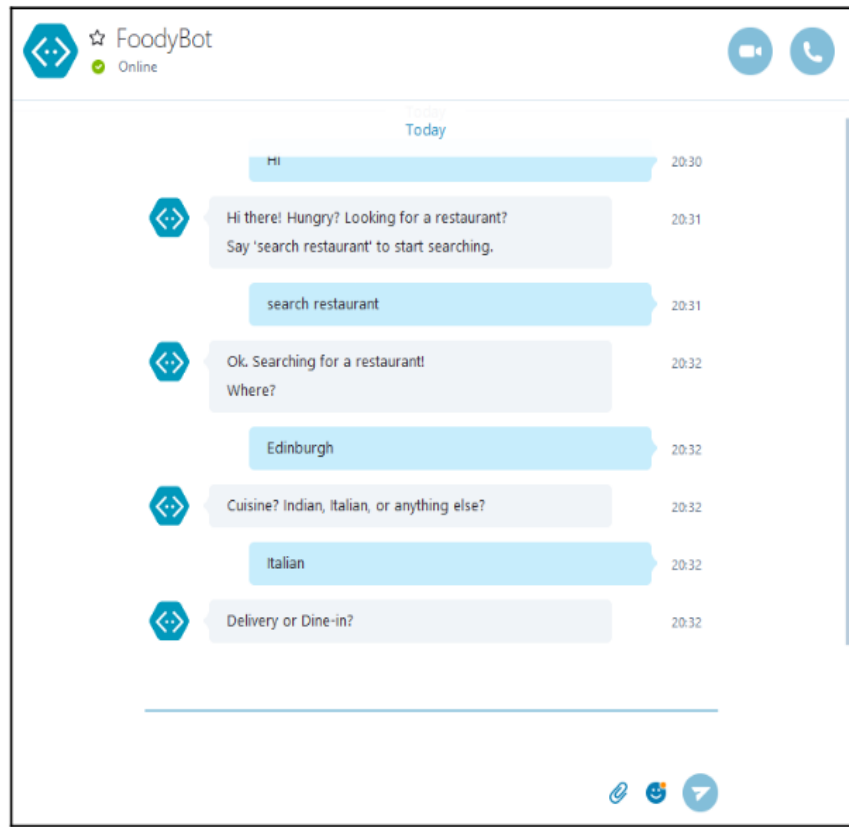 FoodyBot
Online
Today
Today
Hi
20:30
Hi there! Hungry? Looking for a restaurant?
20:31
Say 'search restaurant' to start searching.
search restaurant
20:31
Ok. Searching for a restaurant!
20:32
Where?
Edinburgh
20:32
Cuisine? Indian, Italian, or anything else?
20:32
Italian
20:32
Delivery or Dine-in?
20:32